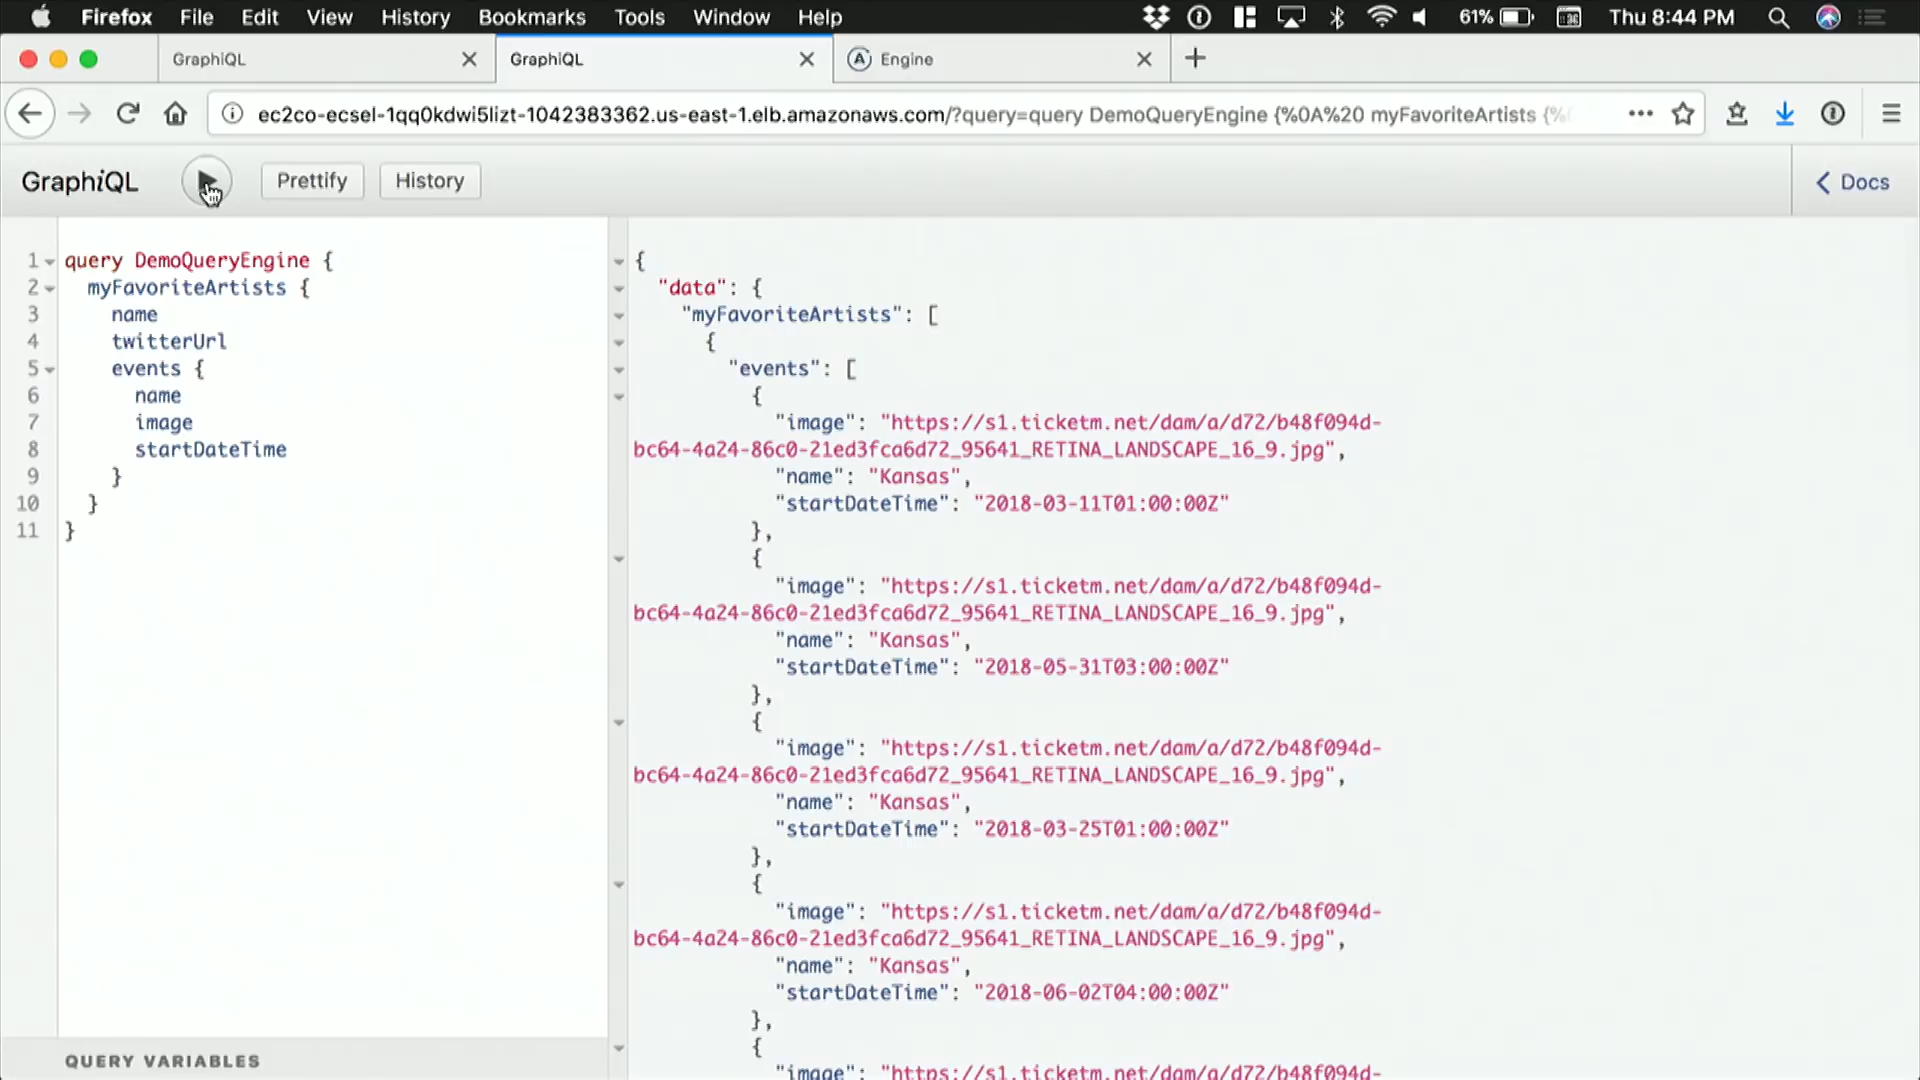 Firefox File Edit View History Bookmarks Tools Window Help 61% Thu 8:44 PM
GraphiQL GraphiQL Engine
ec2co-ecsel-1qq0kdwi5lizt-1042383362.us-east-1.elb.amazonaws.com/?query=query DemoQueryEngine {%0A%20 myFavoriteArtists {%
GraphiQL Prettify History Docs
1 query DemoQueryEngine {
2 myFavoriteArtists {
3 name
4 twitterUrl
5 events {
6 name
7 image
8 startDateTime
9 }
10 }
11 }
QUERY VARIABLES
{
"data": {
"myFavoriteArtists": [
{
"events": [
{
"image": "https://s1.ticketm.net/dam/a/d72/b48f094d-
bc64-4a24-86c0-21ed3fca6d72_95641_RETINA_LANDSCAPE_16_9.jpg",
"name": "Kansas",
"startDateTime": "2018-03-11T01:00:00Z"
},
{
"image": "https://s1.ticketm.net/dam/a/d72/b48f094d-
bc64-4a24-86c0-21ed3fca6d72_95641_RETINA_LANDSCAPE_16_9.jpg",
"name": "Kansas",
"startDateTime": "2018-05-31T03:00:00Z"
},
{
"image": "https://s1.ticketm.net/dam/a/d72/b48f094d-
bc64-4a24-86c0-21ed3fca6d72_95641_RETINA_LANDSCAPE_16_9.jpg",
"name": "Kansas",
"startDateTime": "2018-03-25T01:00:00Z"
},
{
"image": "https://s1.ticketm.net/dam/a/d72/b48f094d-
bc64-4a24-86c0-21ed3fca6d72_95641_RETINA_LANDSCAPE_16_9.jpg",
"name": "Kansas",
"startDateTime": "2018-06-02T04:00:00Z"
},
{
"image": "https://s1.ticketm.net/dam/a/d72/b48f094d-